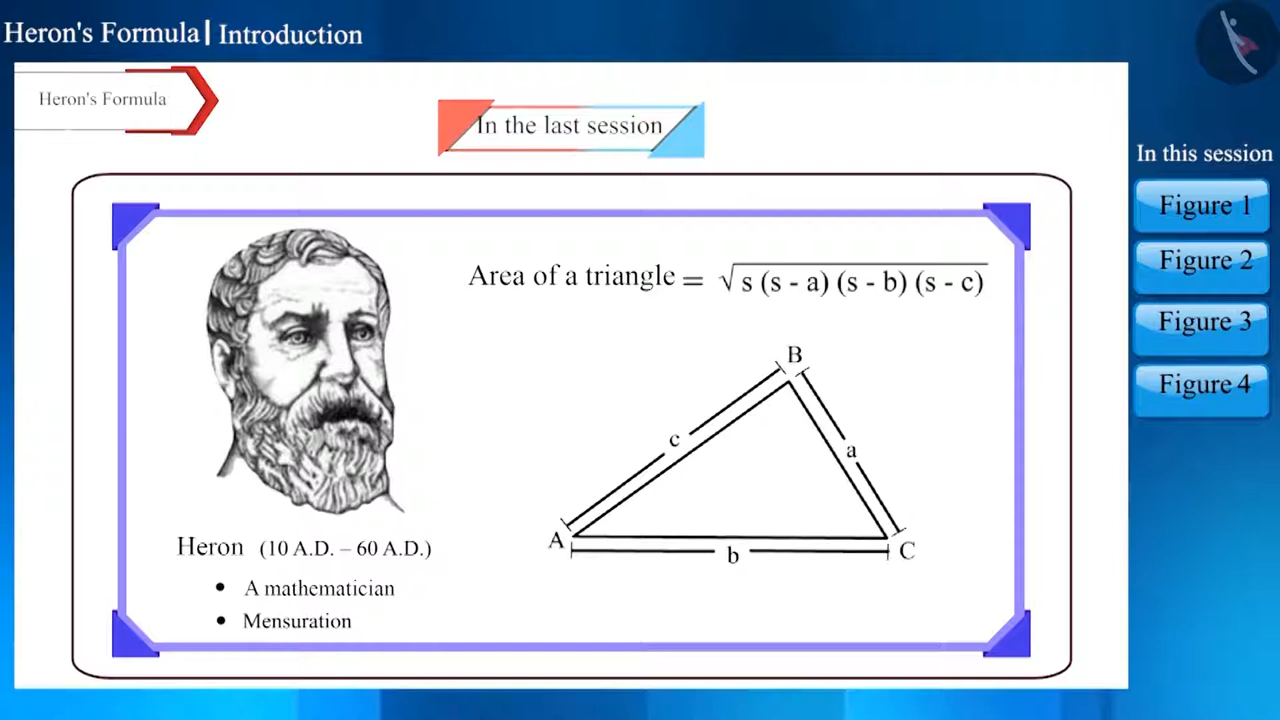 Heron's Formula | Introduction
Heron's Formula
In the last session
In this session
Figure 1
Figure 2
Figure 3
Figure 4
Area of a triangle = √s (s - a) (s - b) (s - c)
B
c
a
A
b
C
Heron (10 A.D. – 60 A.D.)
• A mathematician
• Mensuration